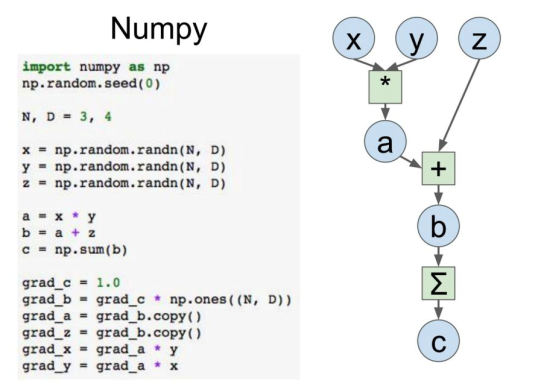 Numpy
import numpy as np
np.random.seed(0)
N, D = 3, 4
x = np.random.randn(N, D)
y = np.random.randn(N, D)
z = np.random.randn(N, D)
a = x * y
b = a + z
c = np.sum(b)
grad_c = 1.0
grad_b = grad_c * np.ones((N, D))
grad_a = grad_b.copy()
grad_z = grad_b.copy()
grad_x = grad_a * y
grad_y = grad_a * x
x y z
*
a
+
b
Σ
c